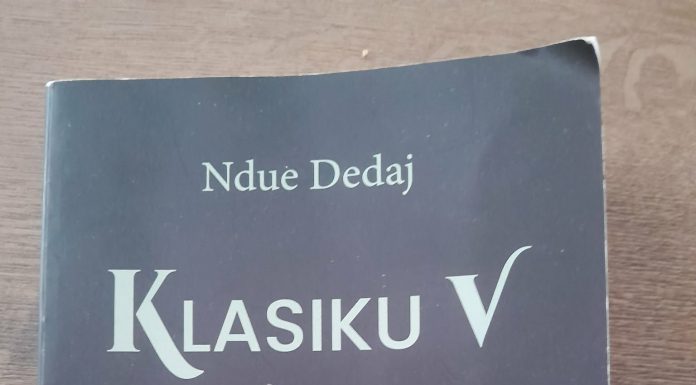 Ndue Dedaj
KLASIKU V